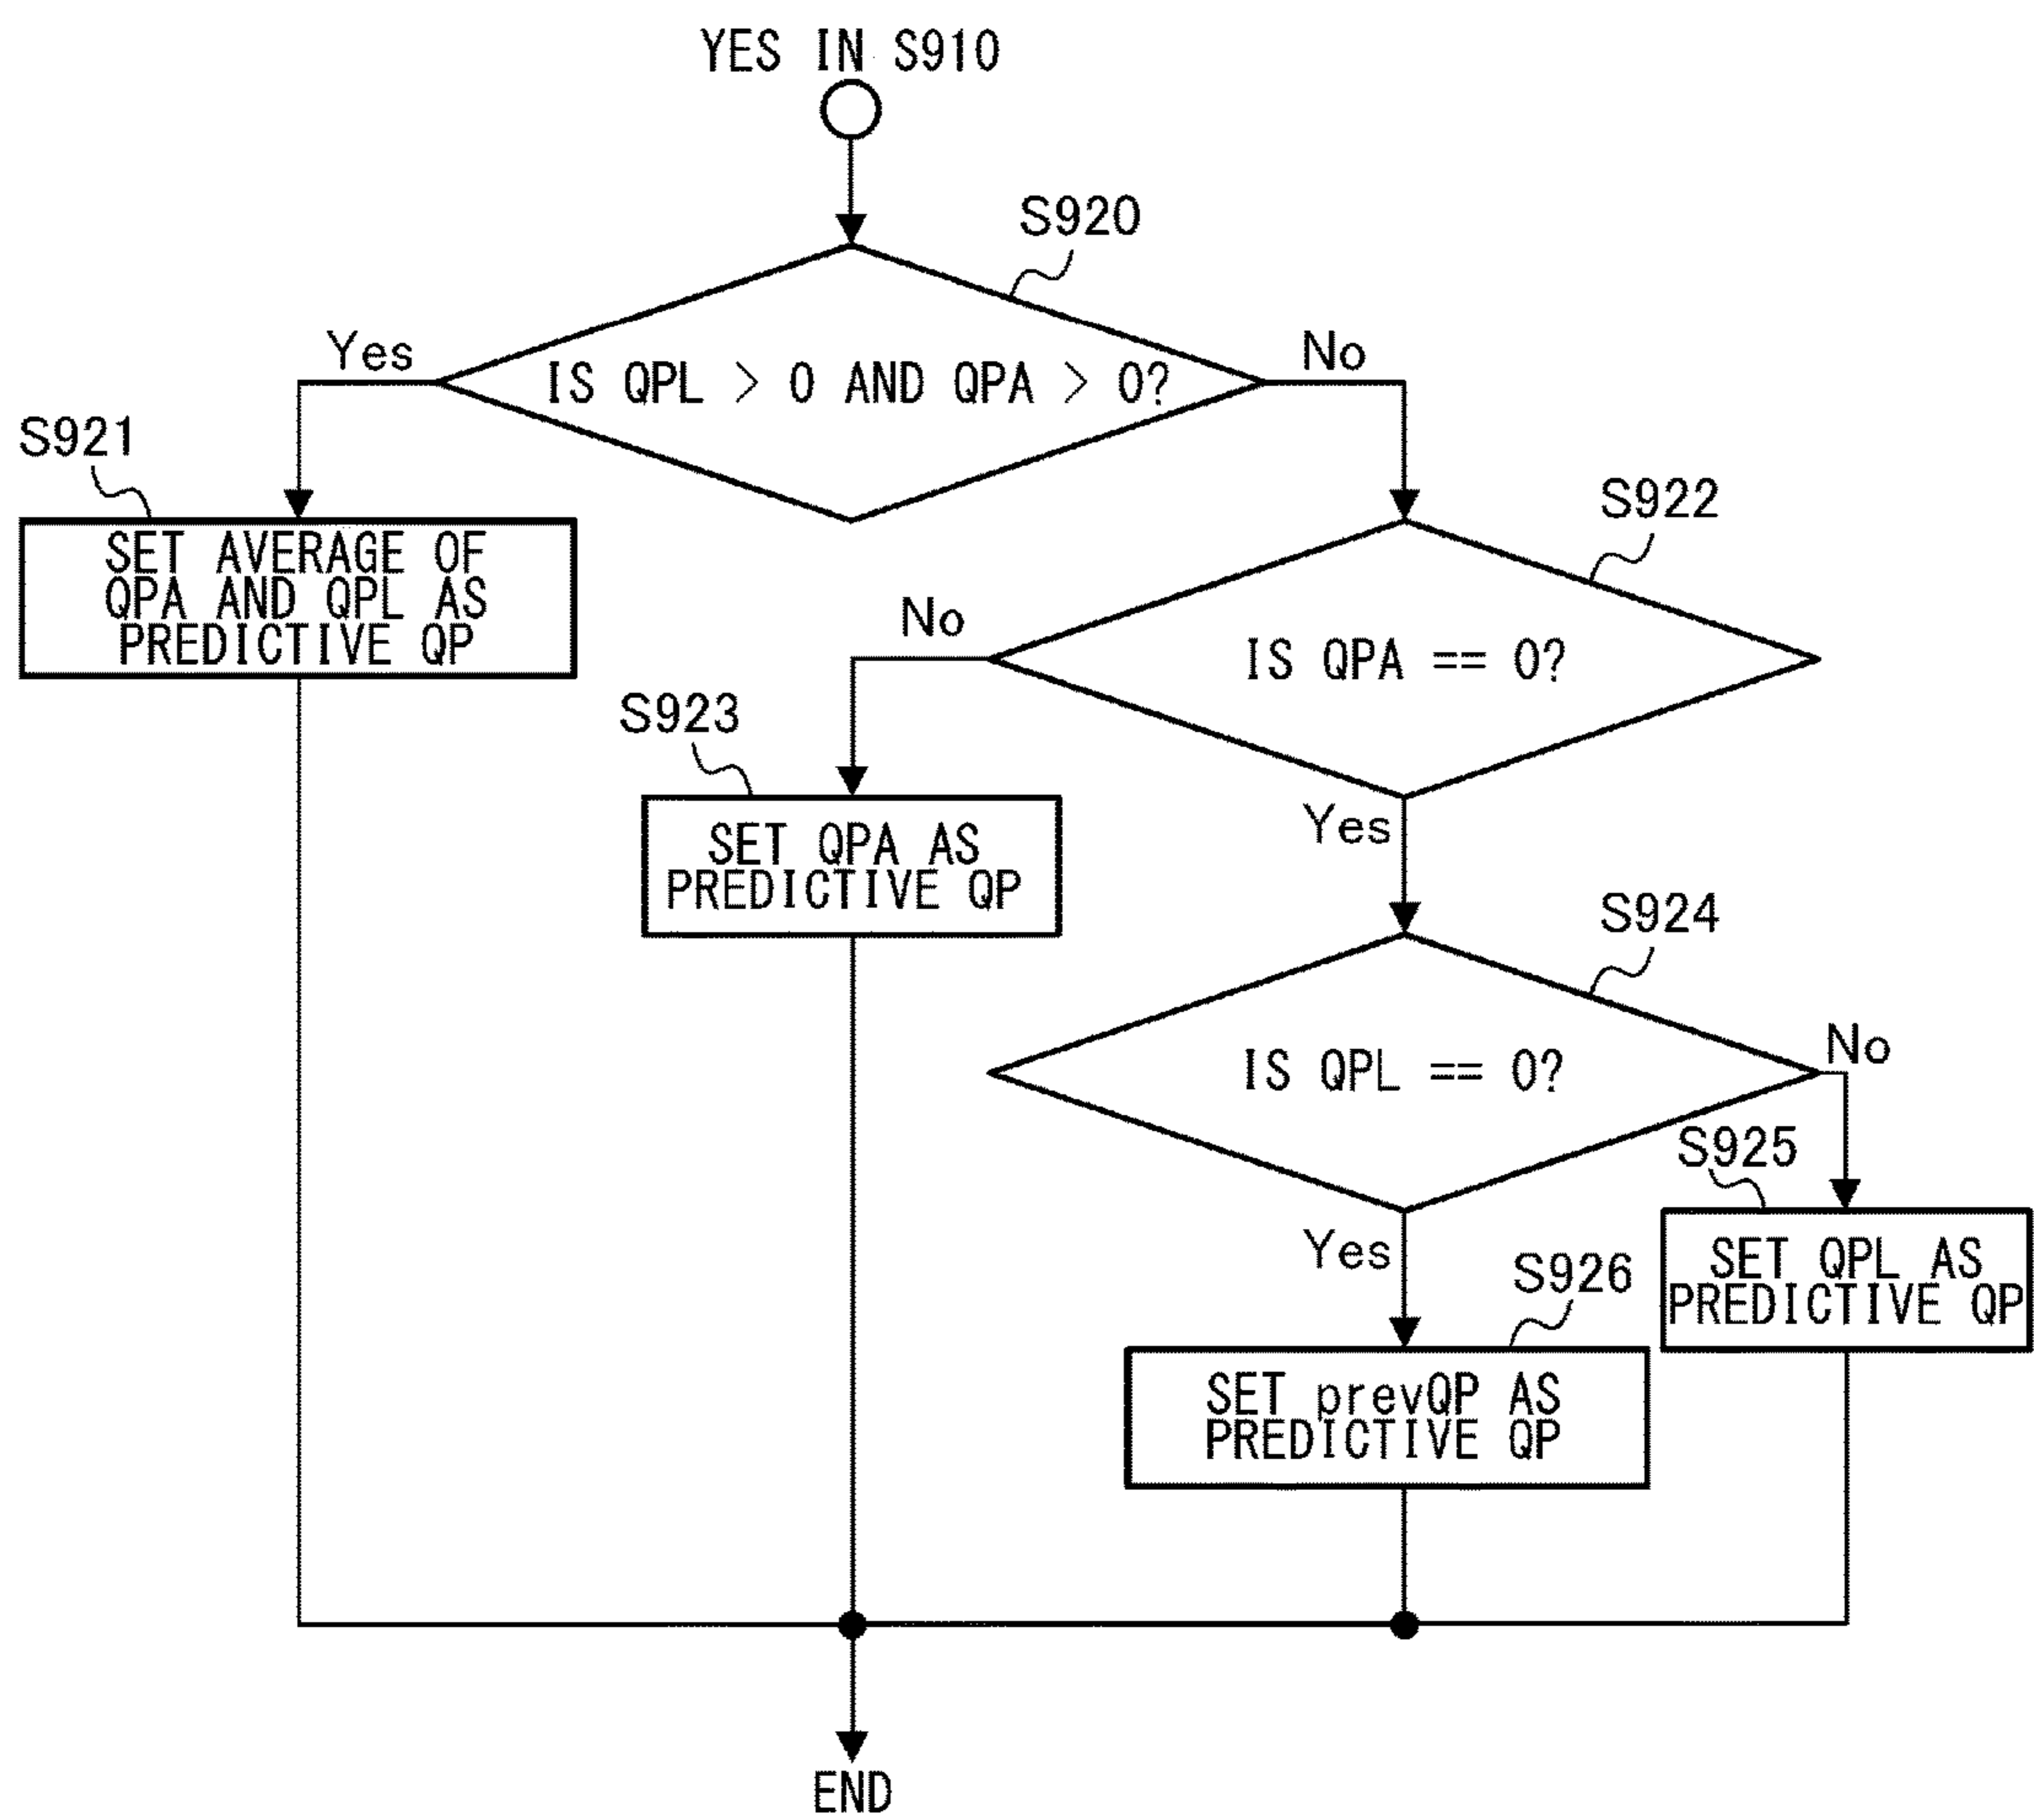 YES IN S910
S920
Yes
IS QPL > 0 AND QPA > 0?
No
S921
SET AVERAGE OF
QPA AND QPL AS
PREDICTIVE QP
S922
No
IS QPA == 0?
S923
SET QPA AS
PREDICTIVE QP
Yes
S924
IS QPL == 0?
No
S925
SET QPL AS
PREDICTIVE QP
Yes
S926
SET prevQP AS
PREDICTIVE QP
END